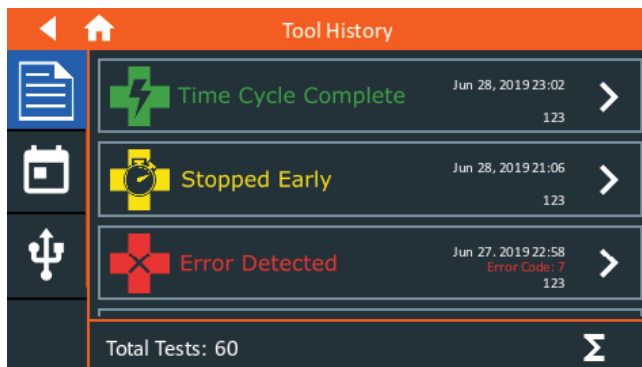 Tool History
Time Cycle Complete
Jun 28, 2019 23:02
123
Stopped Early
Jun 28, 2019 21:06
123
Error Detected
Jun 27. 2019 22:58
Error Code: 7
123
Total Tests: 60
Σ